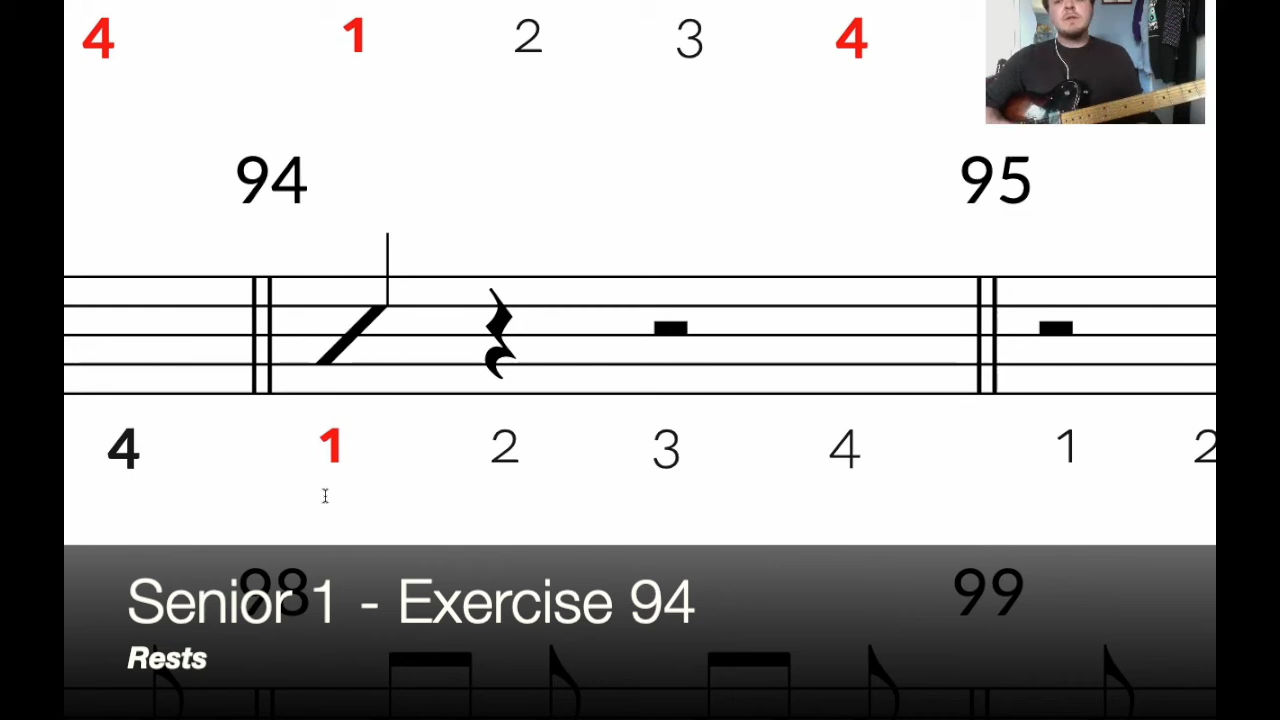 4 1 2 3 4
94 95
4 1 2 3 4 1 2
98 99
Senior 1 - Exercise 94
Rests